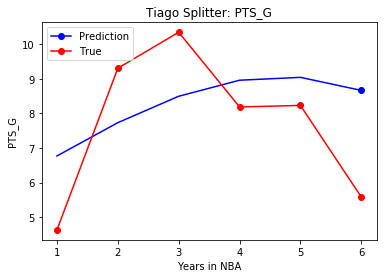 Tiago Splitter: PTS_G
Prediction
True
PTS_G
10
9
8
7
6
5
1 2 3 4 5 6
Years in NBA